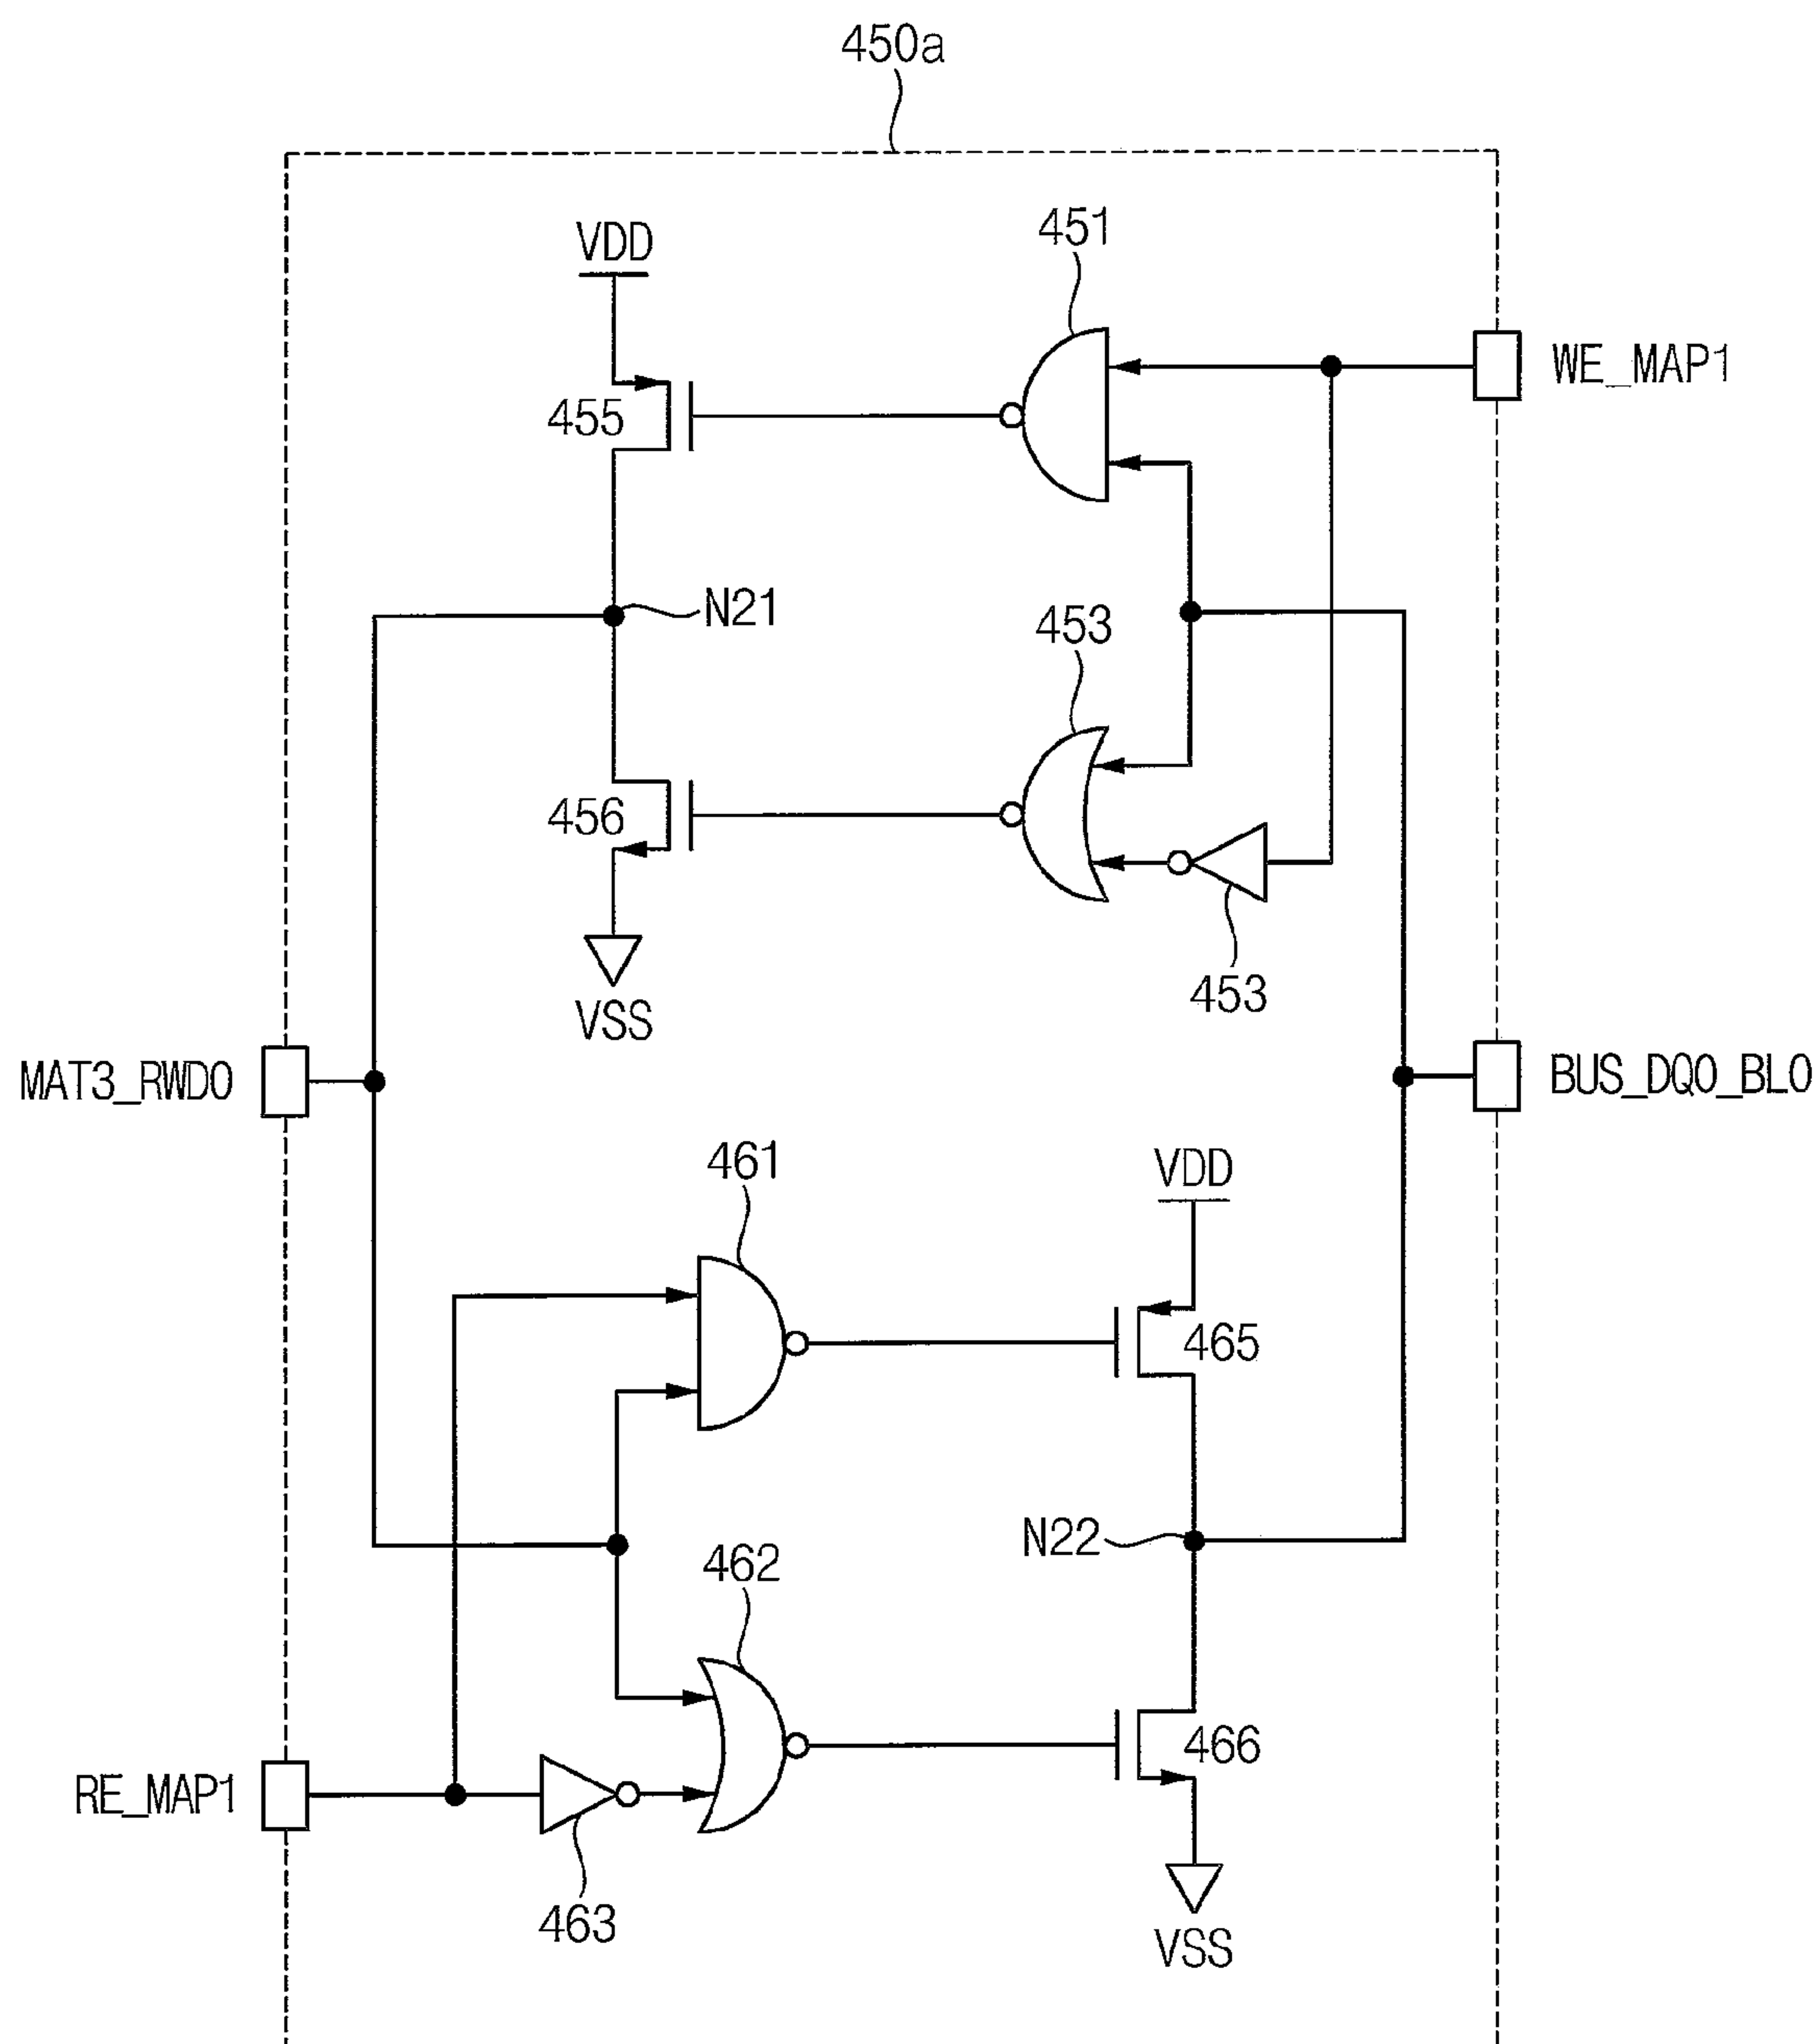 450a
VDD
451
WE_MAP1
455
N21
453
456
453
VSS
MAT3_RWD0
BUS_DQ0_BL0
461
VDD
465
N22
462
466
RE_MAP1
463
VSS